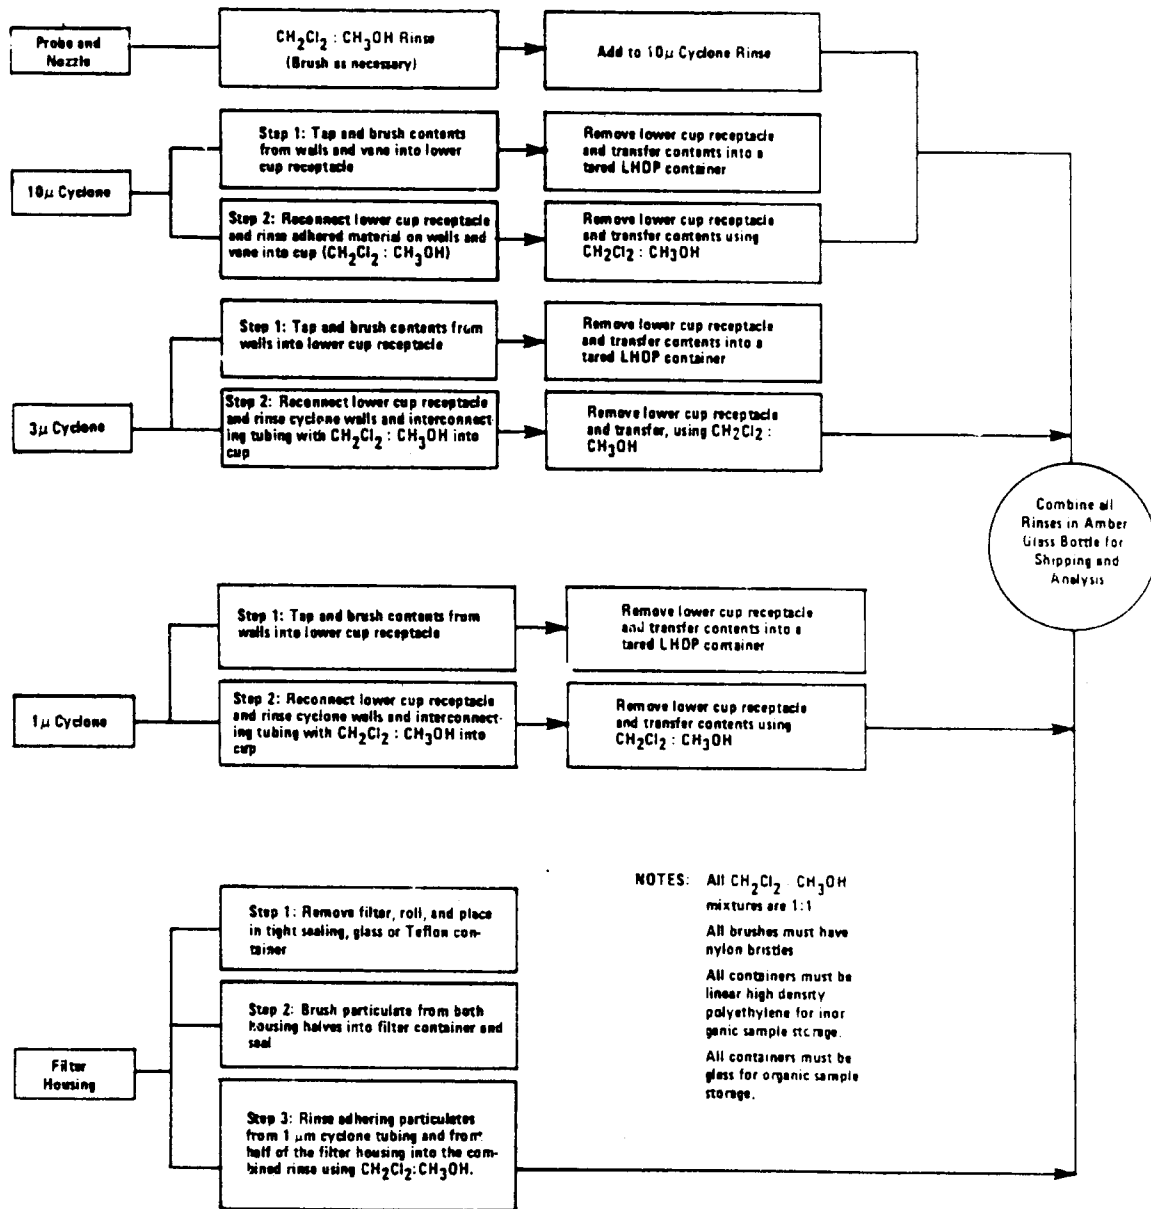 Probe and
Nozzle
CH2Cl2 : CH3OH Rinse
(Brush as necessary)
Add to 10μ Cyclone Rinse
10μ Cyclone
Step 1: Tap and brush contents
from walls and vane into lower
cup receptacle
Remove lower cup receptacle
and transfer contents into a
tared LHDP container
Step 2: Reconnect lower cup receptacle
and rinse adhered material on walls and
vane into cup (CH2Cl2 : CH3OH)
Remove lower cup receptacle
and transfer contents using
CH2Cl2 : CH3OH
3μ Cyclone
Step 1: Tap and brush contents from
walls into lower cup receptacle
Remove lower cup receptacle
and transfer contents into a
tared LHDP container
Step 2: Reconnect lower cup receptacle
and rinse cyclone walls and interconnect-
ing tubing with CH2Cl2 : CH3OH into
cup
Remove lower cup receptacle
and transfer, using CH2Cl2 :
CH3OH
Combine all
Rinses in Amber
Glass Bottle for
Shipping and
Analysis
1μ Cyclone
Step 1: Tap and brush contents from
walls into lower cup receptacle
Remove lower cup receptacle
and transfer contents into a
tared LHDP container
Step 2: Reconnect lower cup receptacle
and rinse cyclone walls and interconnect-
ing tubing with CH2Cl2 : CH3OH into
cup
Remove lower cup receptacle
and transfer contents using
CH2Cl2 : CH3OH
Filter
Housing
Step 1: Remove filter, roll, and place
in tight sealing, glass or Teflon con-
tainer
Step 2: Brush particulate from both
housing halves into filter container and
seal
Step 3: Rinse adhering particulates
from 1 μm cyclone tubing and front
half of the filter housing into the com-
bined rinse using CH2Cl2:CH3OH.
NOTES: All CH2Cl2 : CH3OH
mixtures are 1:1
All brushes must have
nylon bristles
All containers must be
linear high density
polyethylene for inor
ganic sample storage.
All containers must be
glass for organic sample
storage.